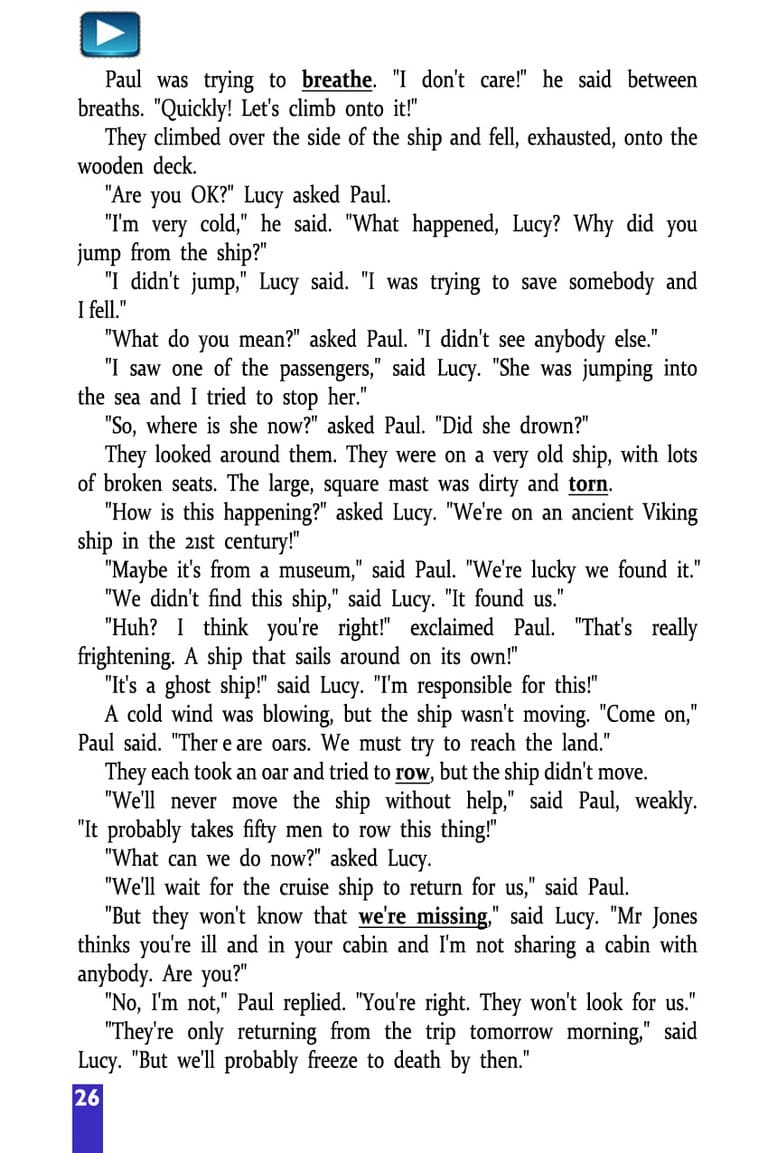 Paul was trying to breathe. "I don't care!" he said between
breaths. "Quickly! Let's climb onto it!"
They climbed over the side of the ship and fell, exhausted, onto the
wooden deck.
"Are you OK?" Lucy asked Paul.
"I'm very cold," he said. "What happened, Lucy? Why did you
jump from the ship?"
"I didn't jump," Lucy said. "I was trying to save somebody and
I fell."
"What do you mean?" asked Paul. "I didn't see anybody else."
"I saw one of the passengers," said Lucy. "She was jumping into
the sea and I tried to stop her."
"So, where is she now?" asked Paul. "Did she drown?"
They looked around them. They were on a very old ship, with lots
of broken seats. The large, square mast was dirty and torn.
"How is this happening?" asked Lucy. "We're on an ancient Viking
ship in the 21st century!"
"Maybe it's from a museum," said Paul. "We're lucky we found it."
"We didn't find this ship," said Lucy. "It found us."
"Huh? I think you're right!" exclaimed Paul. "That's really
frightening. A ship that sails around on its own!"
"It's a ghost ship!" said Lucy. "I'm responsible for this!"
A cold wind was blowing, but the ship wasn't moving. "Come on,"
Paul said. "Ther e are oars. We must try to reach the land."
They each took an oar and tried to row, but the ship didn't move.
"We'll never move the ship without help," said Paul, weakly.
"It probably takes fifty men to row this thing!"
"What can we do now?" asked Lucy.
"We'll wait for the cruise ship to return for us," said Paul.
"But they won't know that we're missing," said Lucy. "Mr Jones
thinks you're ill and in your cabin and I'm not sharing a cabin with
anybody. Are you?"
"No, I'm not," Paul replied. "You're right. They won't look for us."
"They're only returning from the trip tomorrow morning," said
Lucy. "But we'll probably freeze to death by then."
26